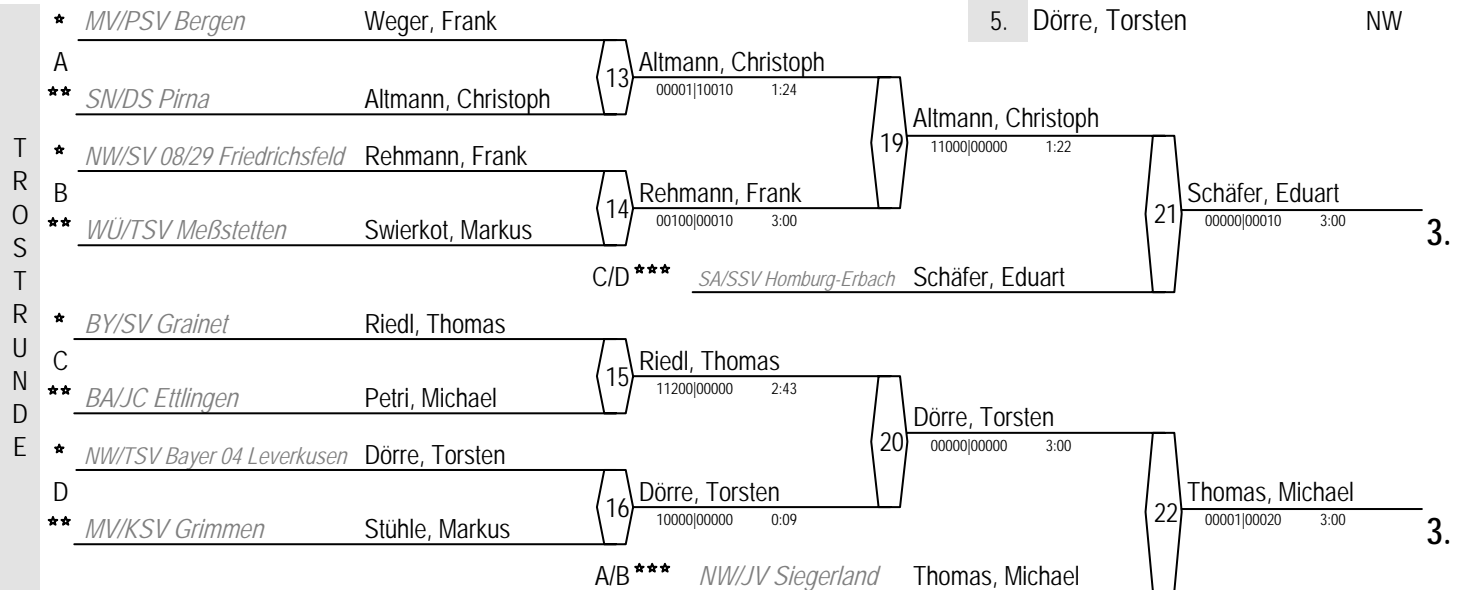 TROSTRUNDE
5. Dörre, Torsten NW
* MV/PSV Bergen Weger, Frank
A
** SN/DS Pirna Altmann, Christoph
13 Altmann, Christoph
00001|10010 1:24
* NW/SV 08/29 Friedrichsfeld Rehmann, Frank
B
** WÜ/TSV Meßstetten Swierkot, Markus
14 Rehmann, Frank
00100|00010 3:00
19 Altmann, Christoph
11000|00000 1:22
C/D *** SA/SSV Homburg-Erbach Schäfer, Eduart
21 Schäfer, Eduart
00000|00010 3:00
3.
* BY/SV Grainet Riedl, Thomas
C
** BA/JC Ettlingen Petri, Michael
15 Riedl, Thomas
11200|00000 2:43
* NW/TSV Bayer 04 Leverkusen Dörre, Torsten
D
** MV/KSV Grimmen Stühle, Markus
16 Dörre, Torsten
10000|00000 0:09
20 Dörre, Torsten
00000|00000 3:00
A/B *** NW/JV Siegerland Thomas, Michael
22 Thomas, Michael
00001|00020 3:00
3.